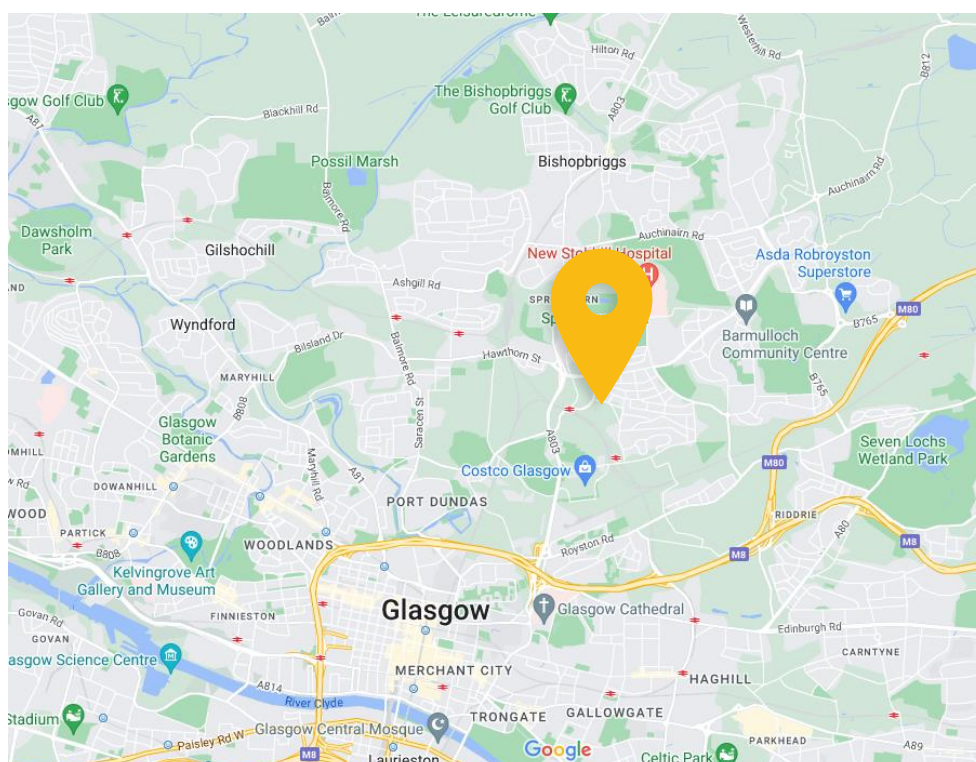 The Leisuredrome
Hilton Rd
Westerhill Rd
B812
sgow Golf Club
A81
Blackhill Rd
The Bishopbriggs
Golf Club
A803
Possil Marsh
Bishopbriggs
Balmore Rd
Auchinairn Rd
Dawsholm
Park
Gilshochill
Auchinairn Rd
New Hospital
Asda Robroyston
Superstore
Ashgill Rd
M80
B765
Wyndford
Bilsland Dr
Balmore Rd
Hawthorn St
Barmulloch
Community Centre
MARYHILL
B808
B765
Saracen St
Glasgow
Botanic
Gardens
A803
Seven Lochs
Wetland Park
Maryhill Rd
A81
Costco Glasgow
M80
DOWANHILL
PORT DUNDAS
WOOD
RIDDRIE
PARTICK
A80
B808
WOODLANDS
Royston Rd
M8
M8
Kelvingrove Art
Gallery and Museum
Glasgow
Glasgow Cathedral
FINNIESTON
Govan Rd
GOVAN
Edinburgh Rd
asgow Science Centre
CARNTYNE
MERCHANT CITY
HAGHILL
A814
River Clyde
TRONGATE
GALLOWGATE
Stadium
Glasgow Central Mosque
Paisley Rd W
M8
Laurieston
Google
Celtic Park
PARKHEAD
A89